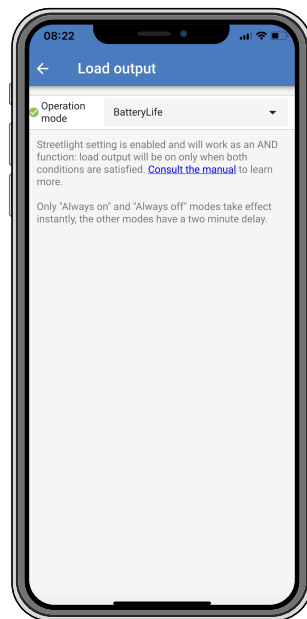 08:22
Load output
Operation
mode
BatteryLife
Streetlight setting is enabled and will work as an AND
function: load output will be on only when both
conditions are satisfied. Consult the manual to learn
more.
Only "Always on" and "Always off" modes take effect
instantly, the other modes have a two minute delay.